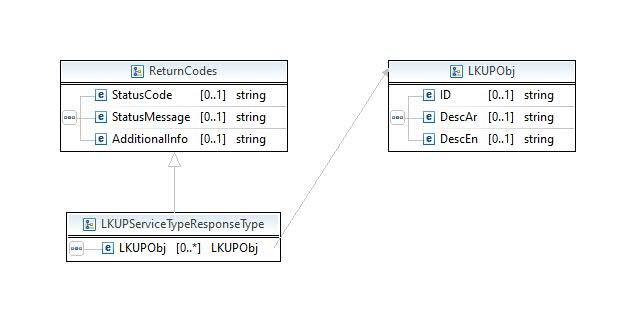 ReturnCodes
StatusCode [0..1] string
StatusMessage [0..1] string
AdditionalInfo [0..1] string
LKUPObj
ID [0..1] string
DescAr [0..1] string
DescEn [0..1] string
LKUPServiceTypeResponseType
LKUPObj [0..*] LKUPObj